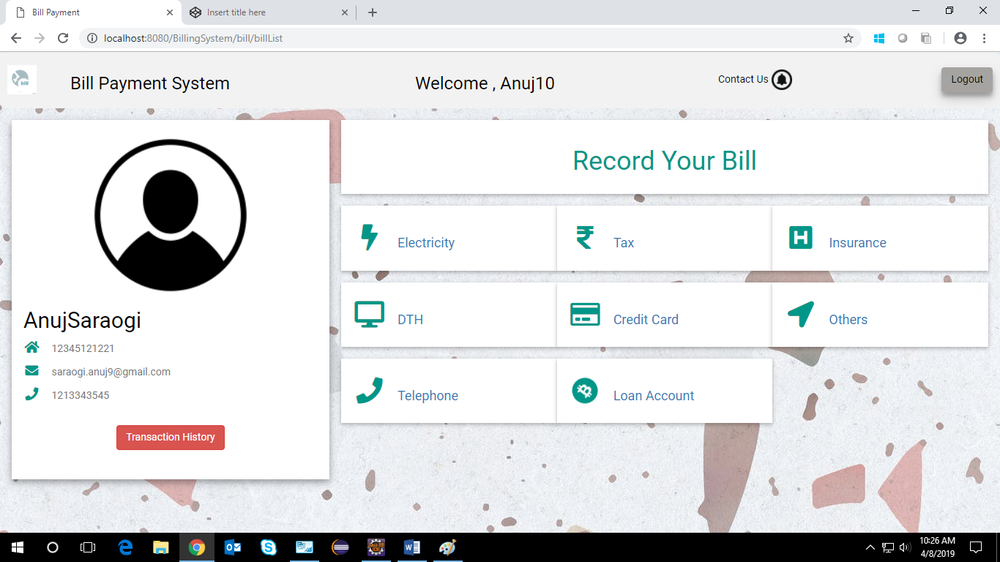 Bill Payment
Insert title here
localhost:8080/BillingSystem/bill/billList
bill
Bill Payment System
Welcome , Anuj10
Contact Us
Logout
Record Your Bill
Electricity
Tax
Insurance
DTH
Credit Card
Others
Telephone
Loan Account
AnujSaraogi
12345121221
saraogi.anuj9@gmail.com
1213343545
Transaction History
10:26 AM
4/8/2019